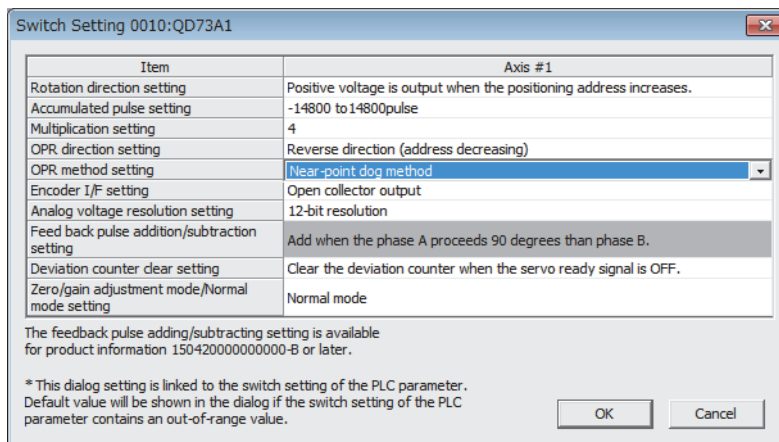 Switch Setting 0010:QD73A1
Item Axis #1
Rotation direction setting Positive voltage is output when the positioning address increases.
Accumulated pulse setting -14800 to14800pulse
Multiplication setting 4
OPR direction setting Reverse direction (address decreasing)
OPR method setting Near-point dog method
Encoder I/F setting Open collector output
Analog voltage resolution setting 12-bit resolution
Feed back pulse addition/subtraction
setting Add when the phase A proceeds 90 degrees than phase B.
Deviation counter clear setting Clear the deviation counter when the servo ready signal is OFF.
Zero/gain adjustment mode/Normal
mode setting Normal mode
The feedback pulse adding/subtracting setting is available
for product information 150420000000000-B or later.
* This dialog setting is linked to the switch setting of the PLC parameter.
Default value will be shown in the dialog if the switch setting of the PLC
parameter contains an out-of-range value.
OK Cancel